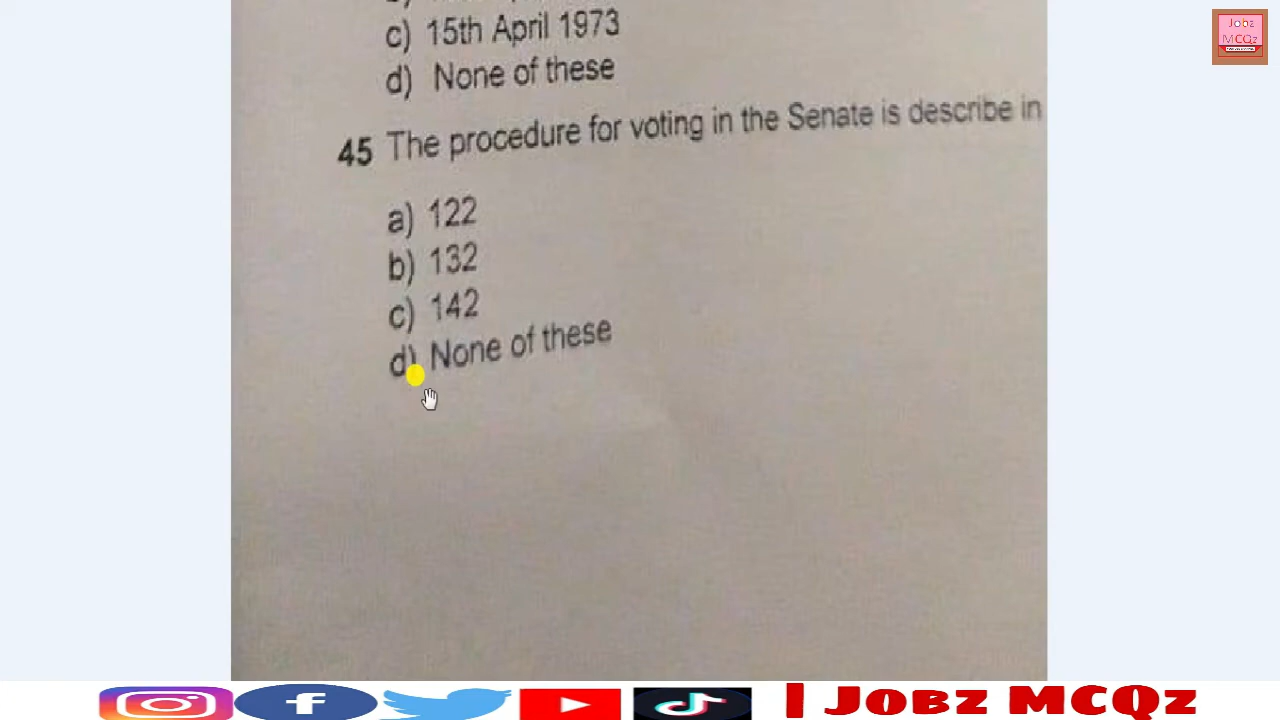 c) 15th April 1973
d) None of these
45 The procedure for voting in the Senate is describe in
a) 122
b) 132
c) 142
d) None of these
Jobz
MCQz
| Jobz MCQz